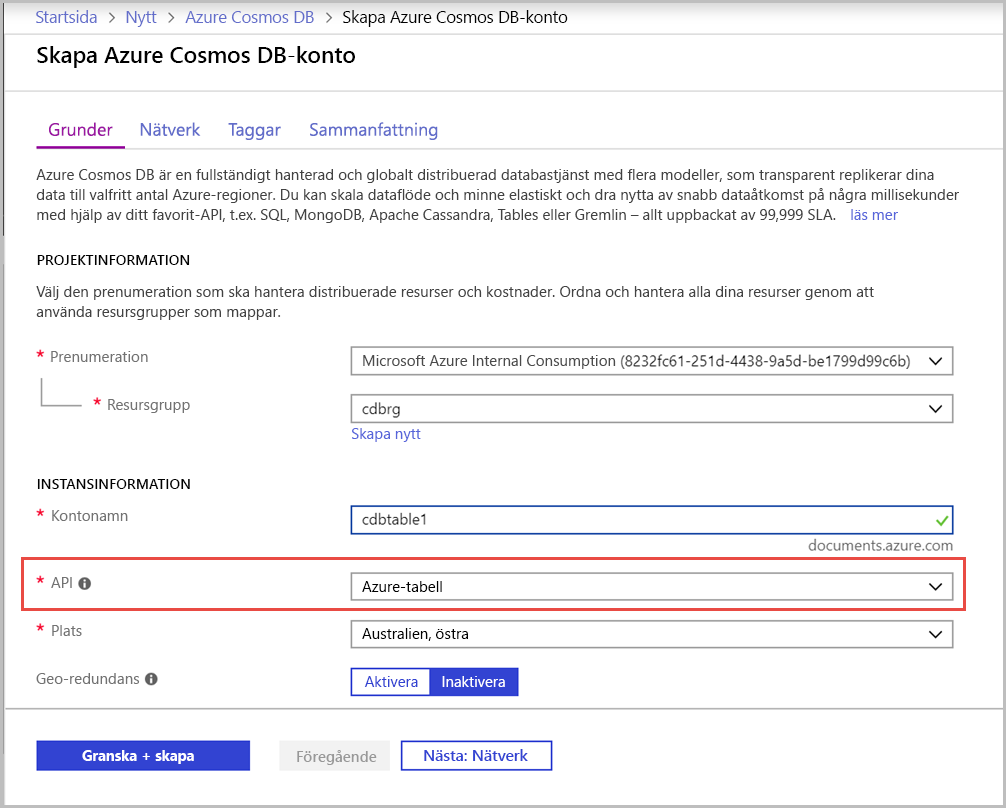 Startsida > Nytt > Azure Cosmos DB > Skapa Azure Cosmos DB-konto
Skapa Azure Cosmos DB-konto
Grunder Nätverk Taggar Sammanfattning
Azure Cosmos DB är en fullständigt hanterad och globalt distribuerad databastjänst med flera modeller, som transparent replikerar dina
data till valfritt antal Azure-regioner. Du kan skala dataflöde och minne elastiskt och dra nytta av snabb dataåtkomst på några millisekunder
med hjälp av ditt favorit-API, t.ex. SQL, MongoDB, Apache Cassandra, Tables eller Gremlin – allt uppbackat av 99,999 SLA. läs mer
PROJEKTINFORMATION
Välj den prenumeration som ska hantera distribuerade resurser och kostnader. Ordna och hantera alla dina resurser genom att
använda resursgrupper som mappar.
* Prenumeration Microsoft Azure Internal Consumption (8232fc61-251d-4438-9a5d-be1799d99c6b)
* Resursgrupp cdbrg
Skapa nytt
INSTANSINFORMATION
* Kontonamn cdbtable1
documents.azure.com
* API Azure-tabell
* Plats Australien, östra
Geo-redundans Aktivera Inaktivera
Granska + skapa Föregående Nästa: Nätverk